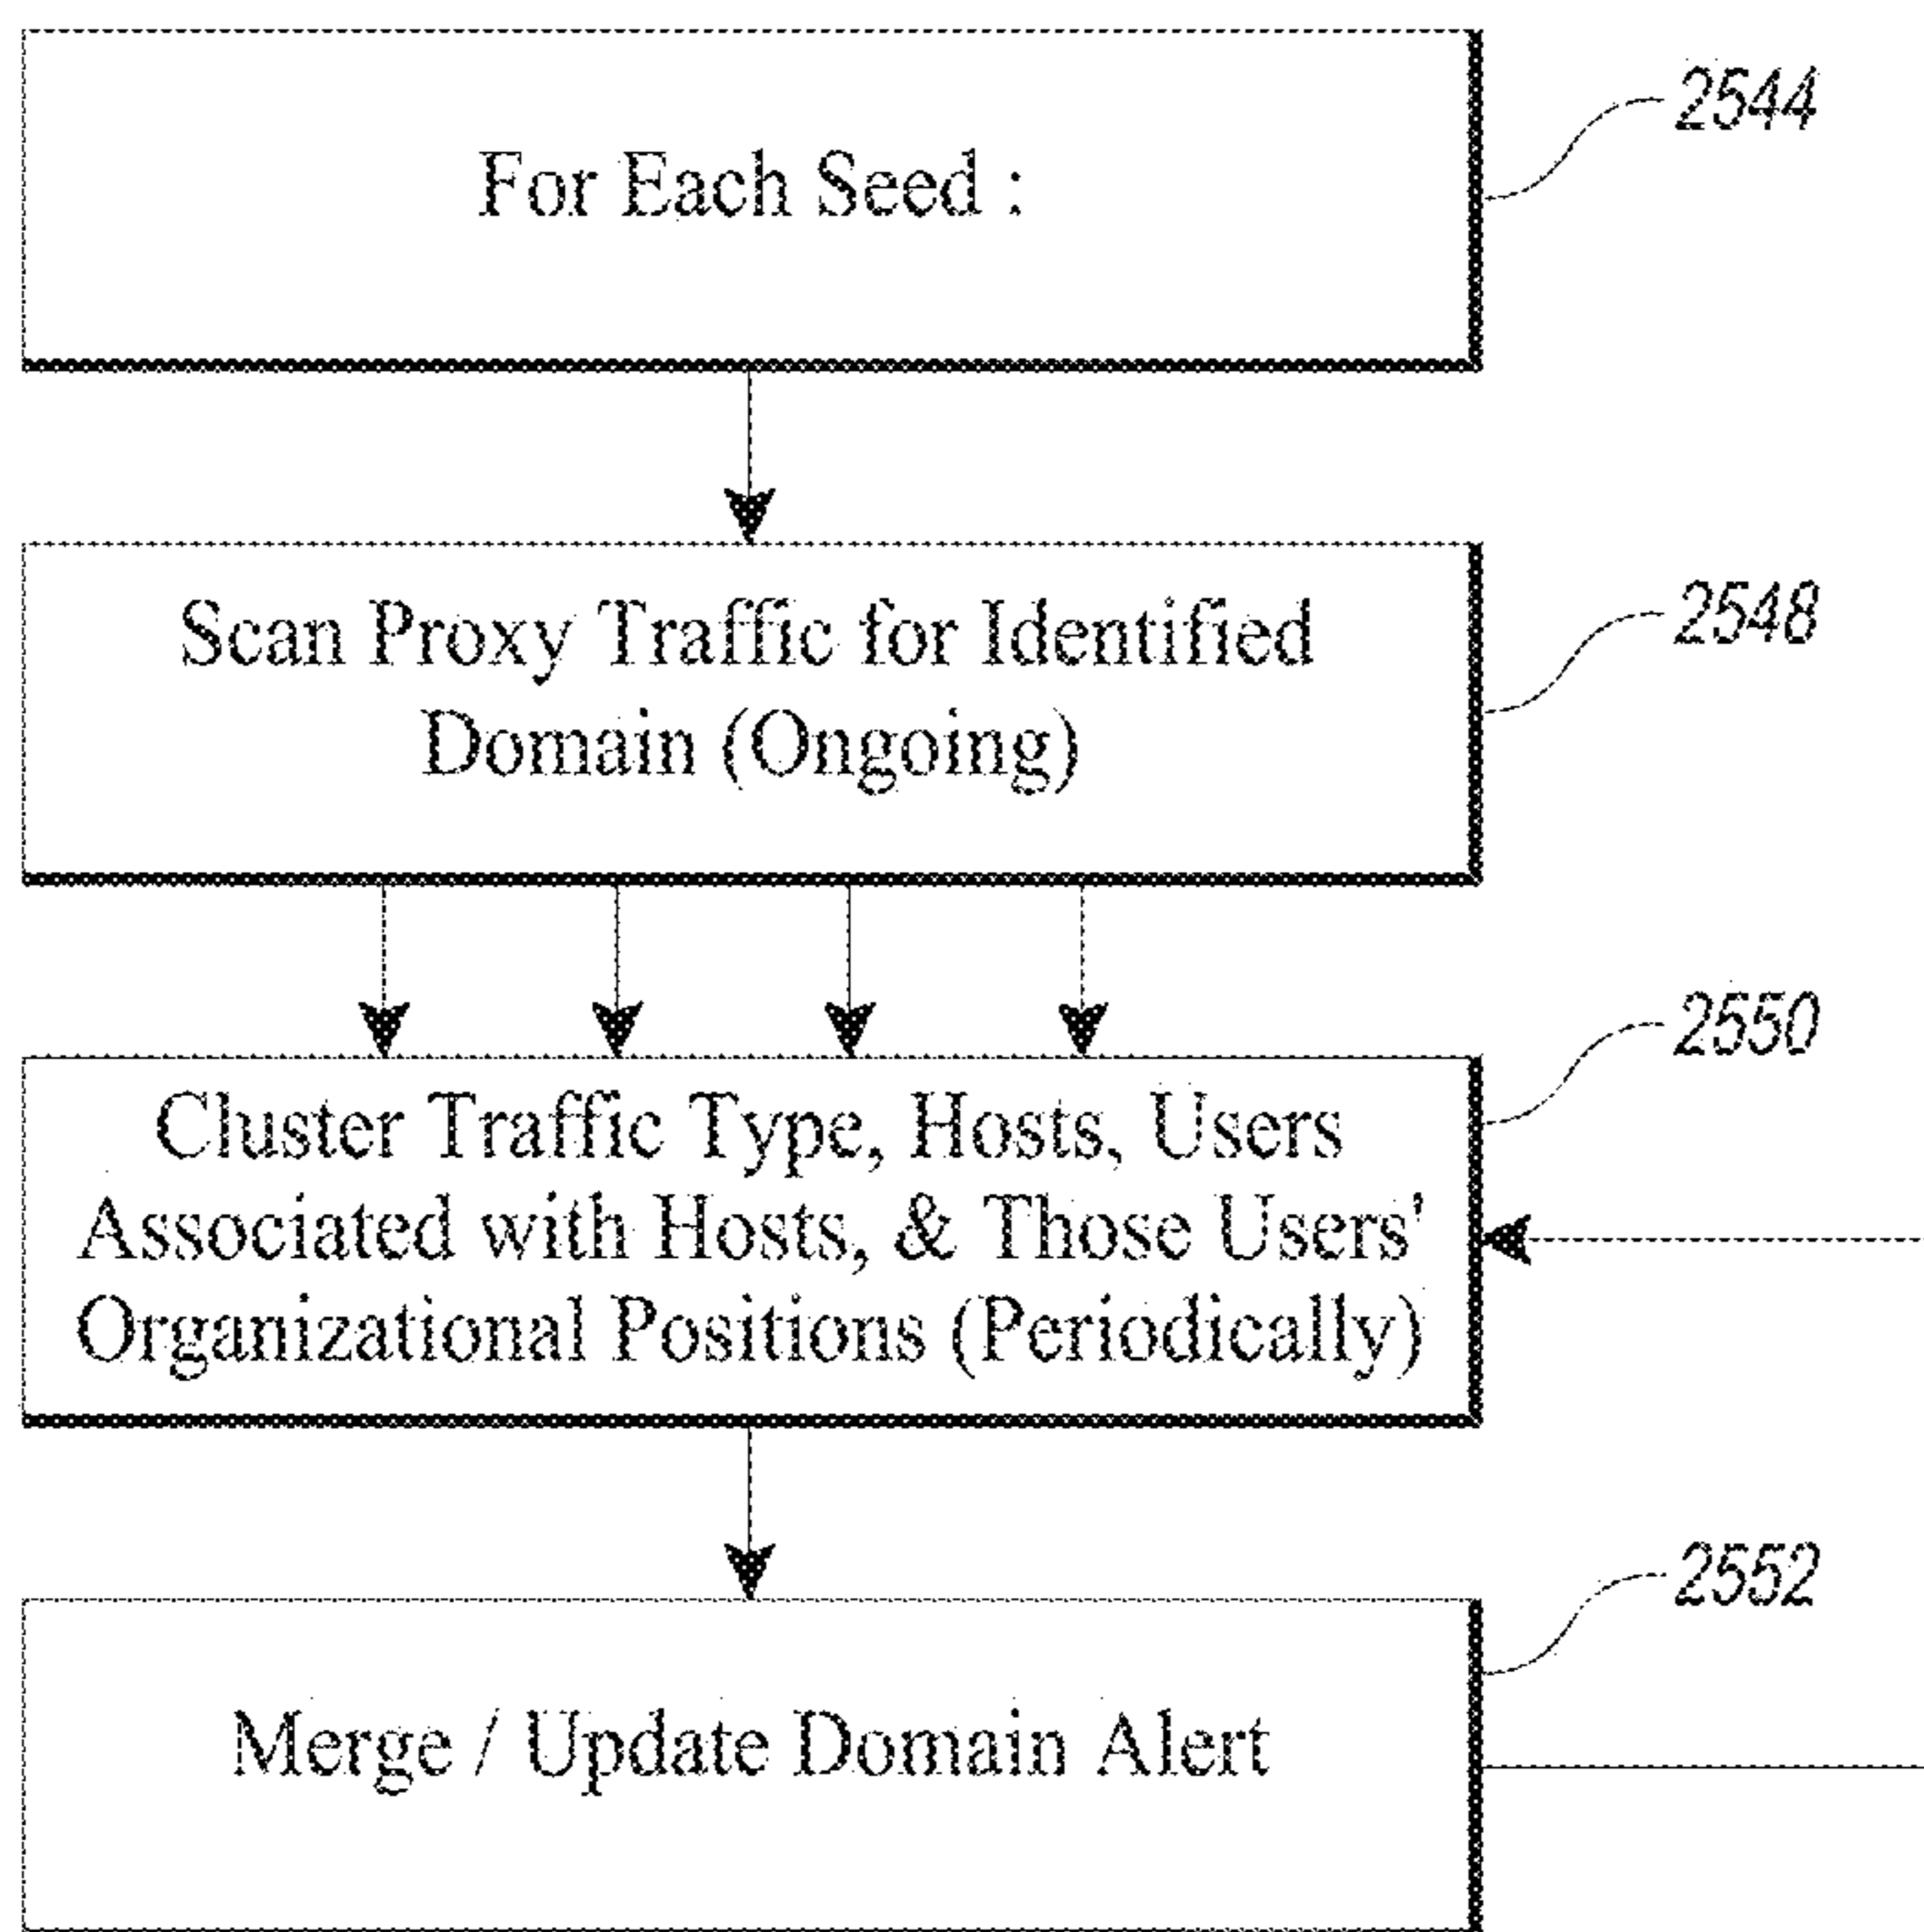 For Each Seed :
2544
Scan Proxy Traffic for Identified
Domain (Ongoing)
2548
Cluster Traffic Type, Hosts, Users
Associated with Hosts, & Those Users'
Organizational Positions (Periodically)
2550
Merge / Update Domain Alert
2552